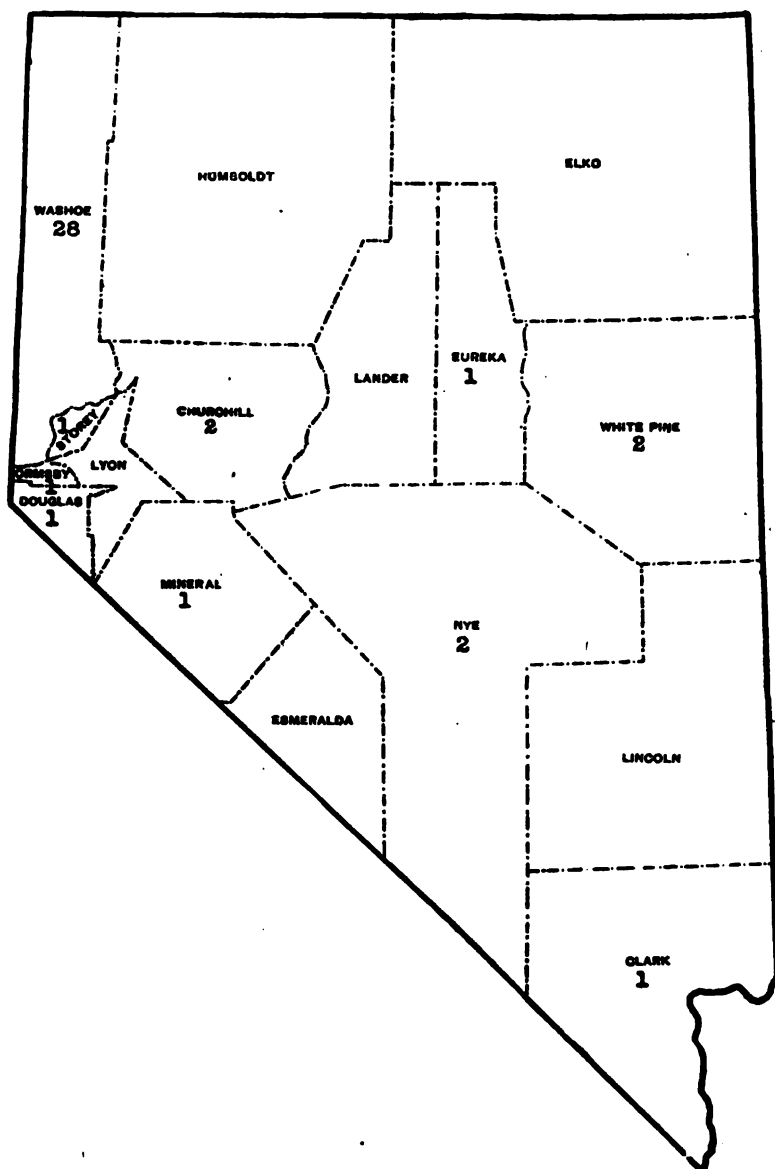 HUMBOLDT
ELKO
WASHOE
28
LANDER
EUREKA
1
CHURCHILL
2
WHITE PINE
2
1
STOREY
LYON
ORMSBY
1
DOUGLAS
1
MINERAL
1
NYE
2
ESMERALDA
LINCOLN
CLARK
1